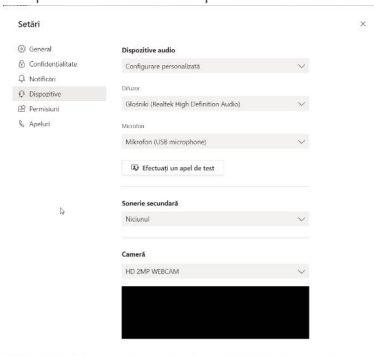 Setări
General
Confidențialitate
Notificări
Dispozitive
Permisiuni
Apeluri
Dispozitive audio
Configurare personalizată
Difuzor
Głośniki (Realtek High Definition Audio)
Microfon
Mikrofon (USB microphone)
Efectuați un apel de test
Sonerie secundară
Niciunul
Cameră
HD 2MP WEBCAM